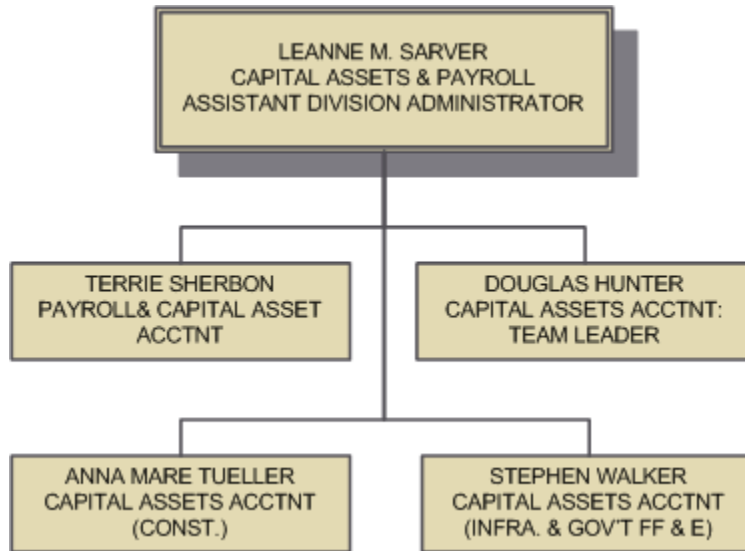 LEANNE M. SARVER
CAPITAL ASSETS & PAYROLL
ASSISTANT DIVISION ADMINISTRATOR
TERRIE SHERBON
PAYROLL& CAPITAL ASSET
ACCTNT
DOUGLAS HUNTER
CAPITAL ASSETS ACCTNT:
TEAM LEADER
ANNA MARE TUELLER
CAPITAL ASSETS ACCTNT
(CONST.)
STEPHEN WALKER
CAPITAL ASSETS ACCTNT
(INFRA. & GOV'T FF & E)